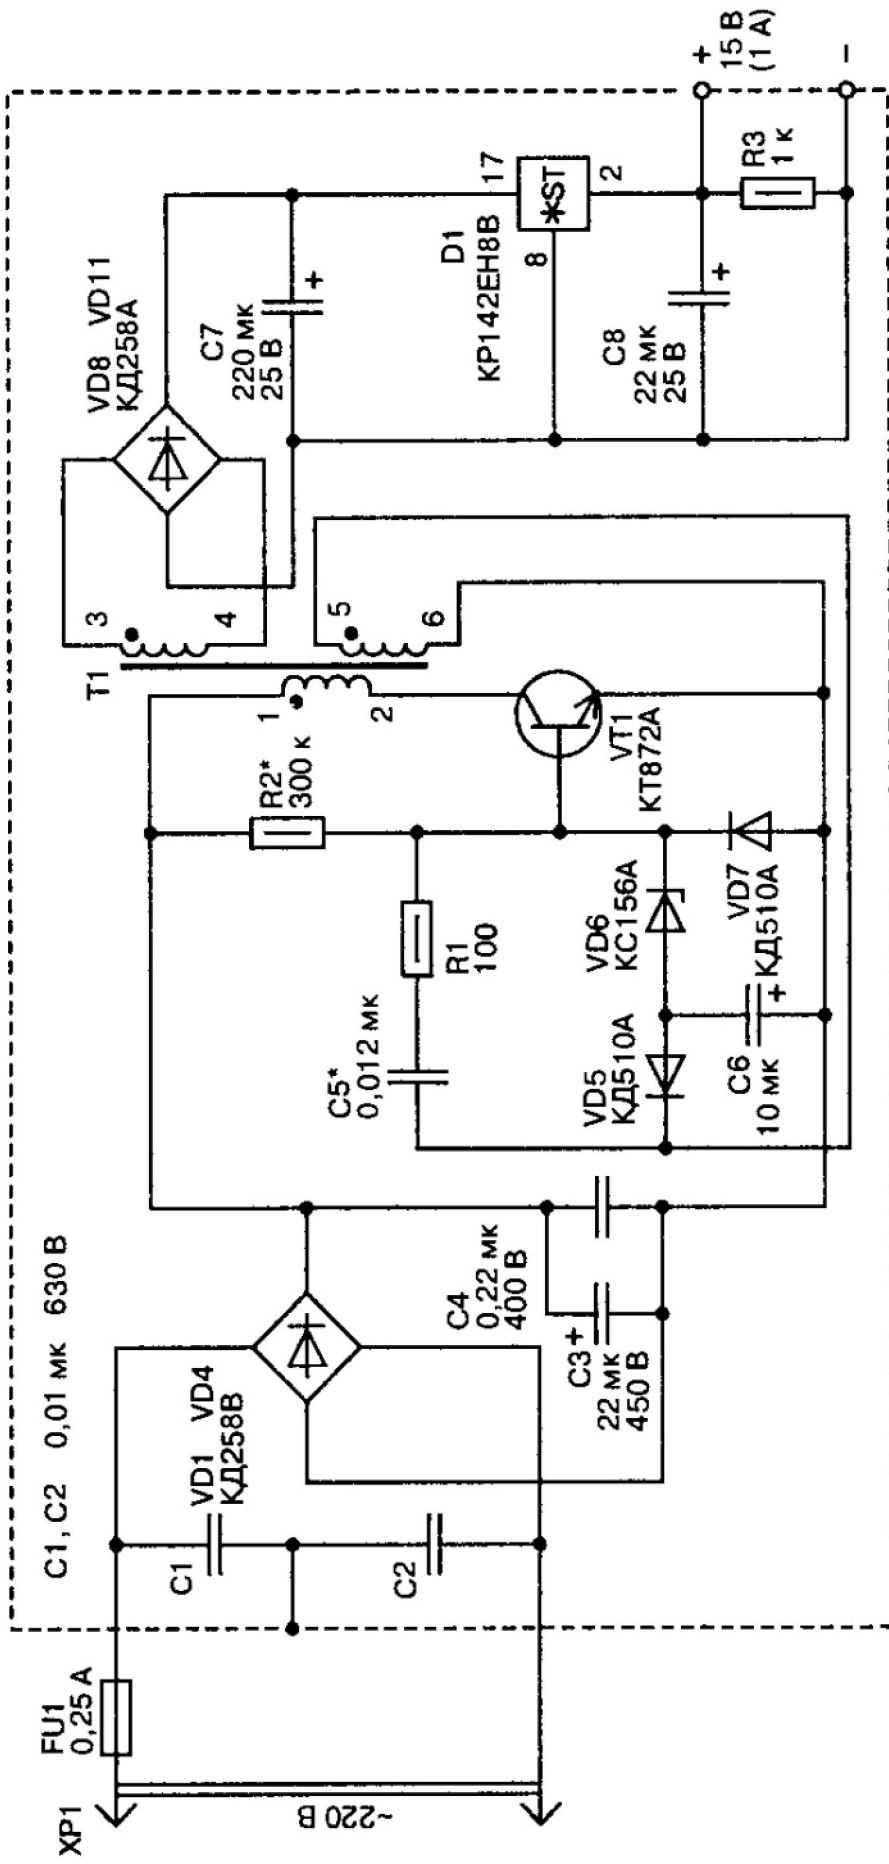 XP1
~220 В
FU1
0,25 А
C1, C2 0,01 мк 630 В
C1
C2
VD1 VD4
КД258В
C3 +
22 мк
450 В
C4
0,22 мк
400 В
C5*
0,012 мк
R1
100
R2*
300 к
VD5
КД510А
VD6
КС156А
C6
10 мк
+
VD7
КД510А
VT1
КТ872А
T1
1
2
3
4
5
6
VD8 VD11
КД258А
C7
220 мк
25 В
+
D1
КР142ЕН8В
17
8
2
*ST
C8
22 мк
25 В
+
R3
1 к
+
15 В
(1 А)
–